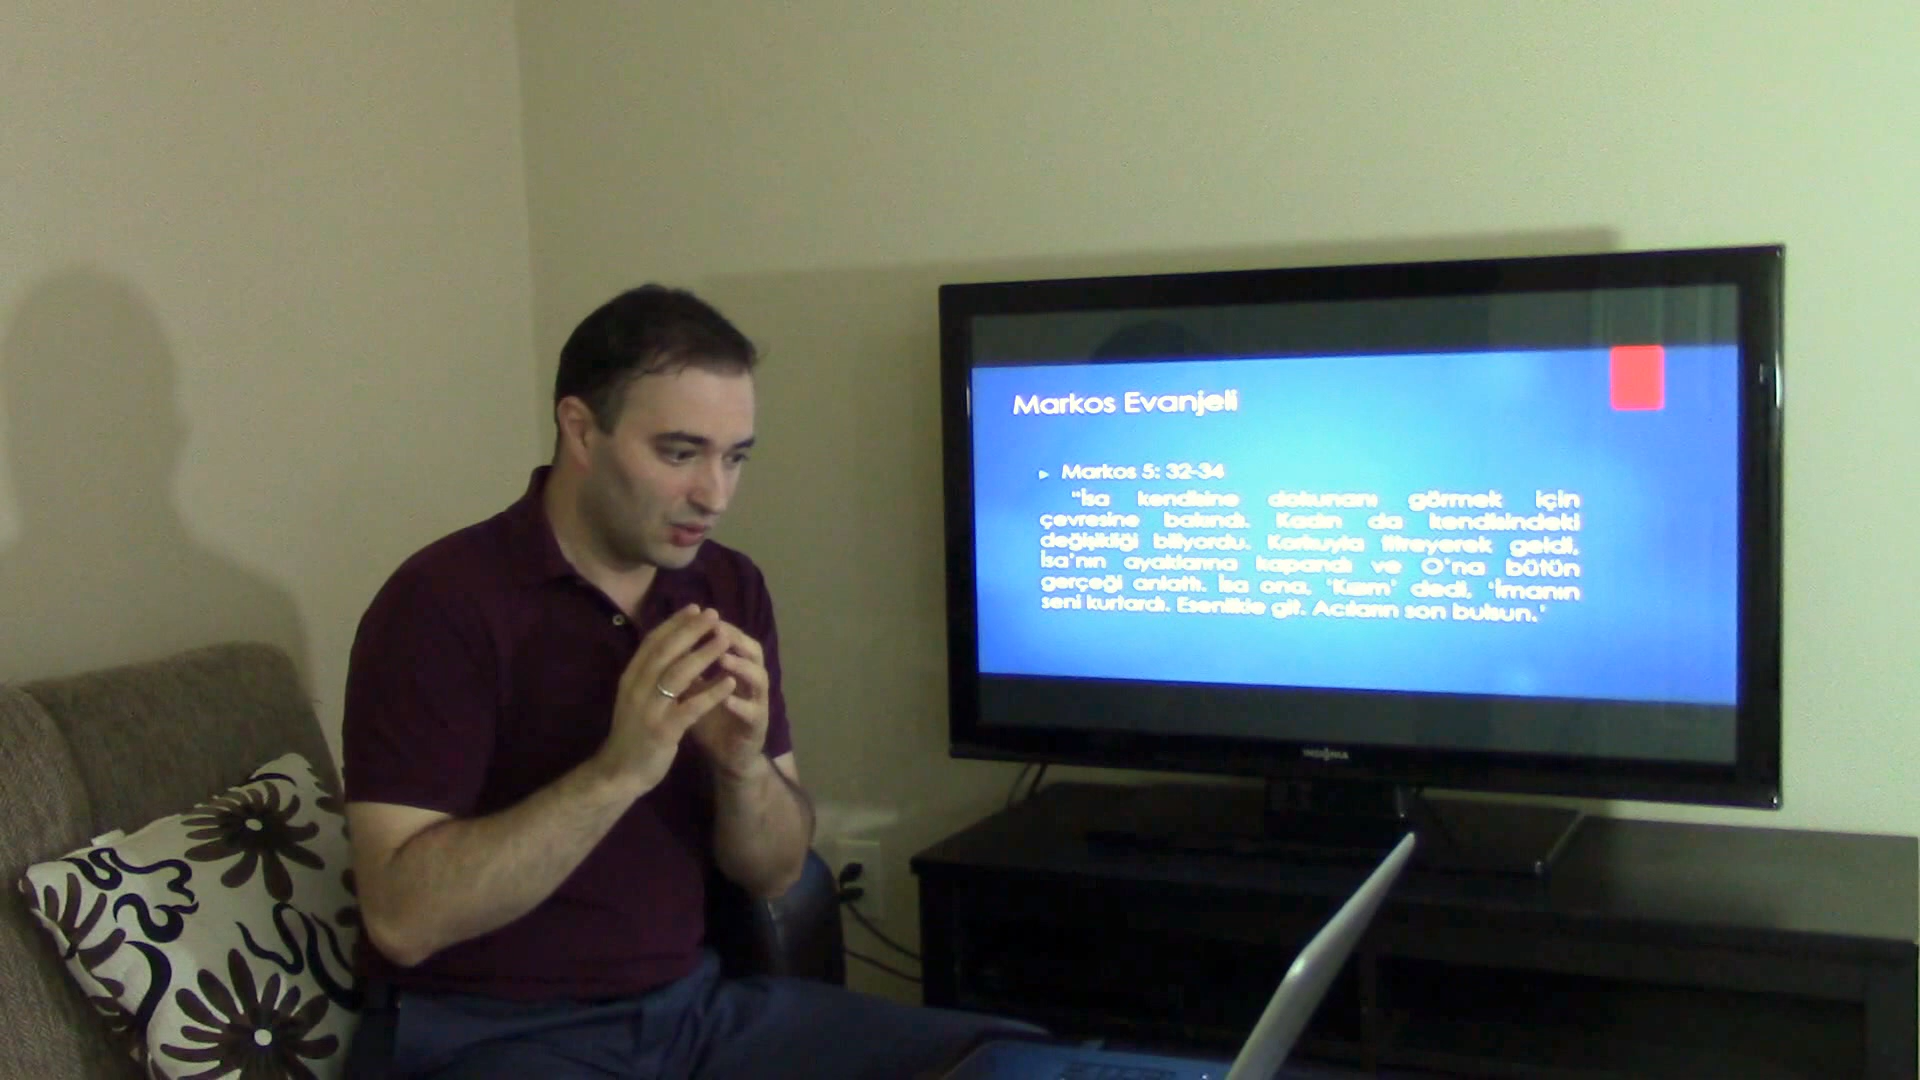 Markos Evanjeli
Markos 5: 32-34
"İsa kendisine dokunanı görmek için
çevresine bakındı. Kadın da kendisindeki
değişikliği biliyordu. Korkuyla titreyerek geldi,
İsa'nın ayaklarına kapandı ve O'na bütün
gerçeği anlattı. İsa ona, 'Kızım' dedi, 'İmanın
seni kurtardı. Esenlikle git. Acıların son bulsun.'
INSIGNIA